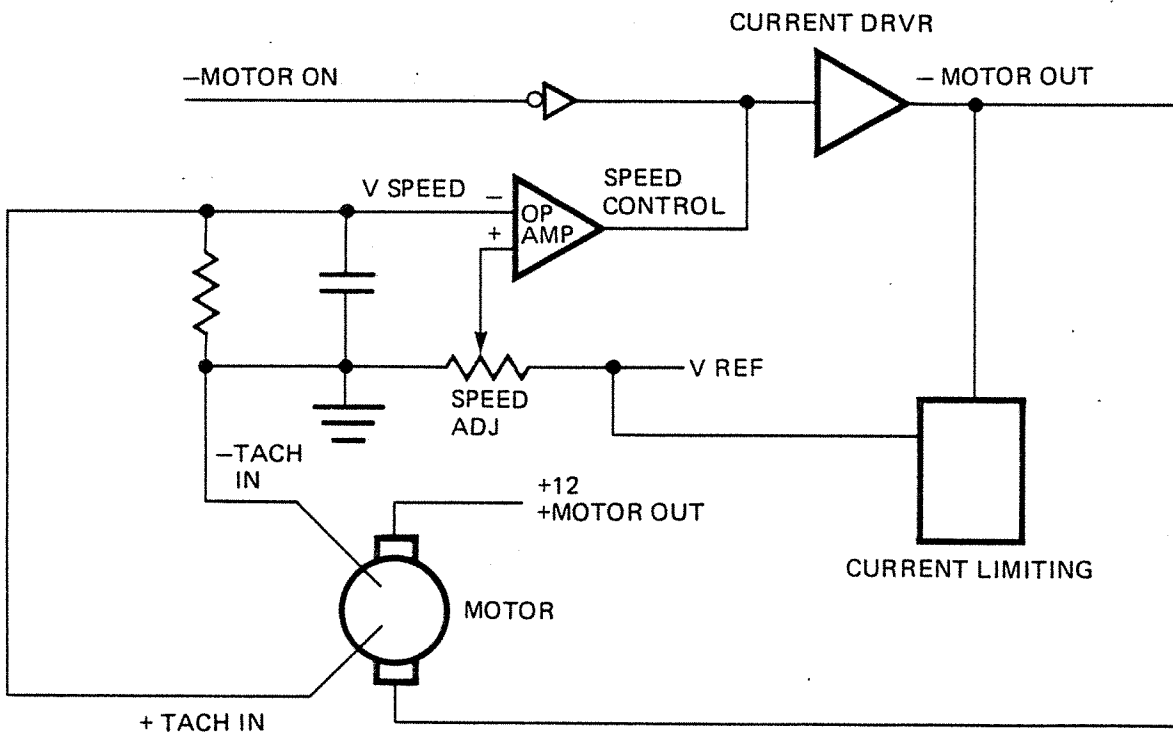 CURRENT DRVR
–MOTOR ON
– MOTOR OUT
V SPEED
–
OP
AMP
+
SPEED
CONTROL
V REF
SPEED
ADJ
–TACH
IN
+12
+MOTOR OUT
CURRENT LIMITING
MOTOR
+ TACH IN